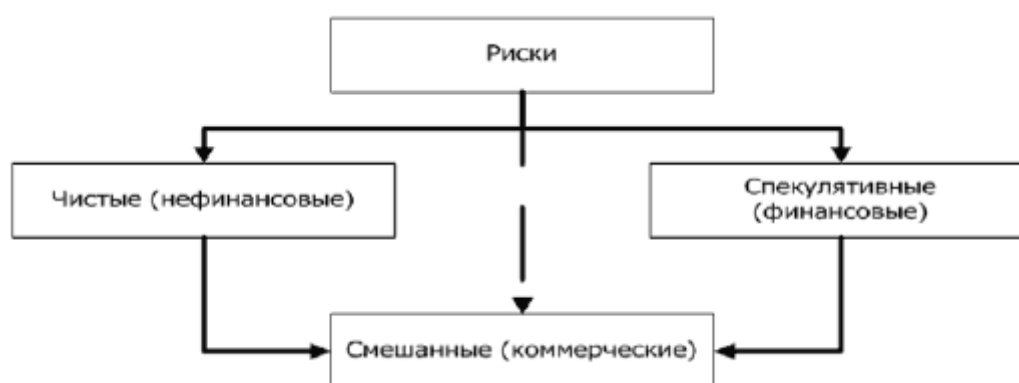 Риски
Чистые (нефинансовые)
Спекулятивные
(финансовые)
Смешанные (коммерческие)